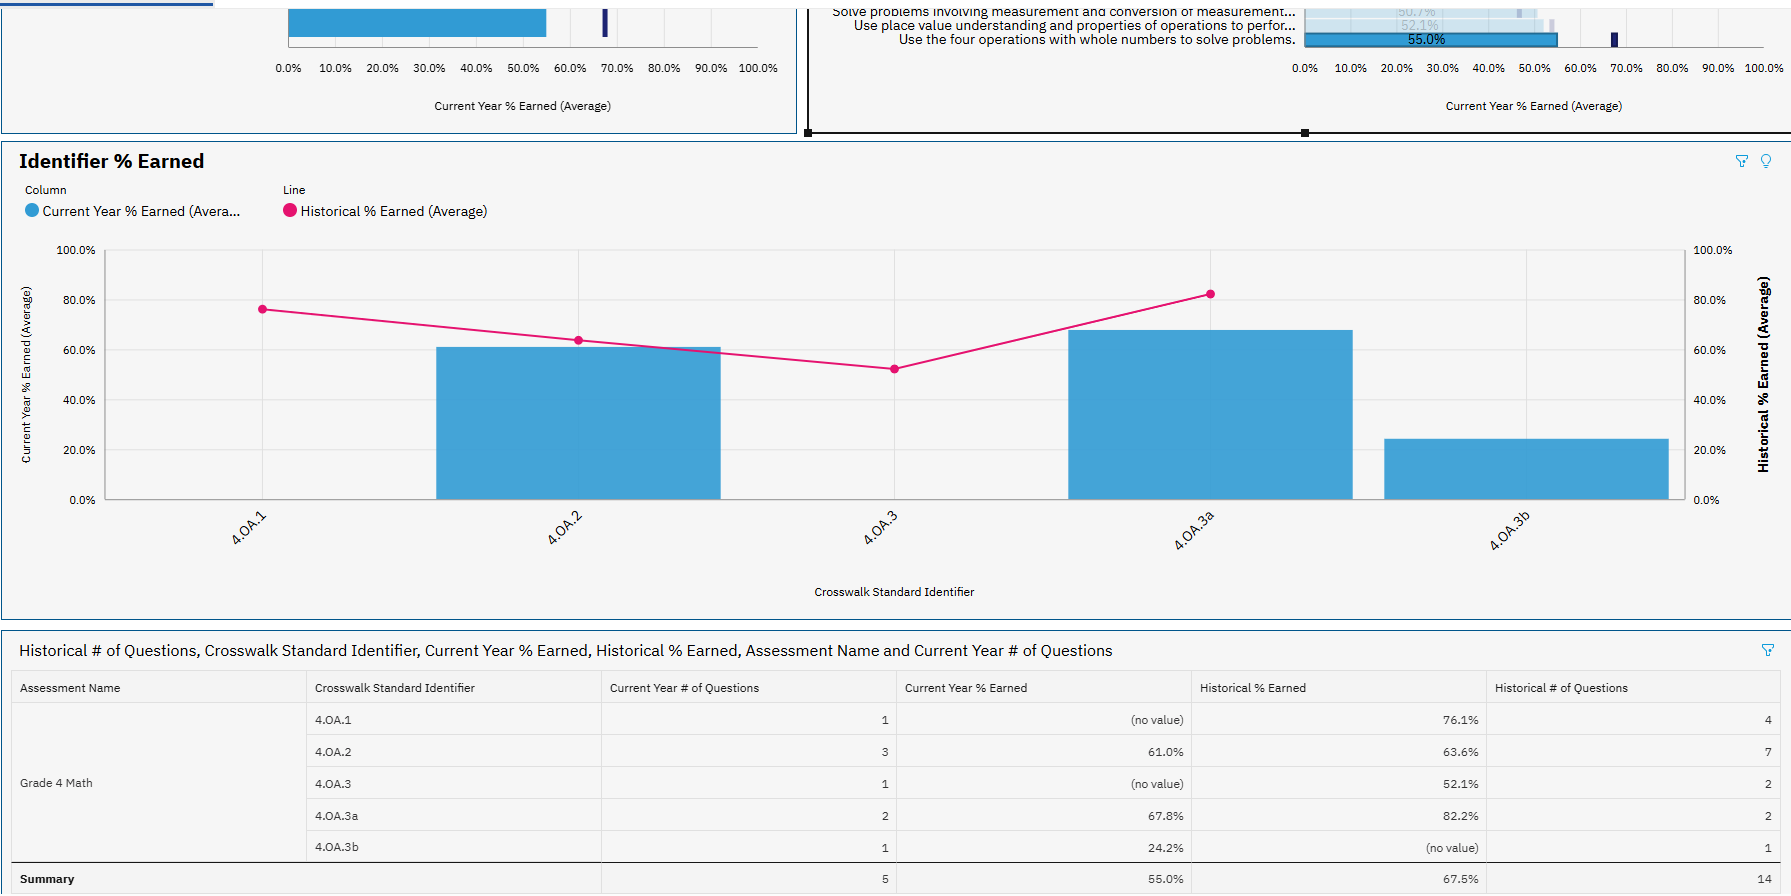 Solve problems involving measurement and conversion of measurement...
50.7%
Use place value understanding and properties of operations to perfor...
52.1%
Use the four operations with whole numbers to solve problems.
55.0%
0.0% 10.0% 20.0% 30.0% 40.0% 50.0% 60.0% 70.0% 80.0% 90.0% 100.0%
Current Year % Earned (Average)
0.0% 10.0% 20.0% 30.0% 40.0% 50.0% 60.0% 70.0% 80.0% 90.0% 100.0%
Current Year % Earned (Average)
Identifier % Earned
Column
Current Year % Earned (Avera...
Line
Historical % Earned (Average)
Current Year % Earned (Average)
100.0%
80.0%
60.0%
40.0%
20.0%
0.0%
100.0%
80.0%
60.0%
40.0%
20.0%
0.0%
Historical % Earned (Average)
4.OA.1
4.OA.2
4.OA.3
4.OA.3a
4.OA.3b
Crosswalk Standard Identifier
Historical # of Questions, Crosswalk Standard Identifier, Current Year % Earned, Historical % Earned, Assessment Name and Current Year # of Questions
Assessment Name Crosswalk Standard Identifier Current Year # of Questions Current Year % Earned Historical % Earned Historical # of Questions
Grade 4 Math
4.OA.1 1 (no value) 76.1% 4
4.OA.2 3 61.0% 63.6% 7
4.OA.3 1 (no value) 52.1% 2
4.OA.3a 2 67.8% 82.2% 2
4.OA.3b 1 24.2% (no value) 1
Summary 5 55.0% 67.5% 14